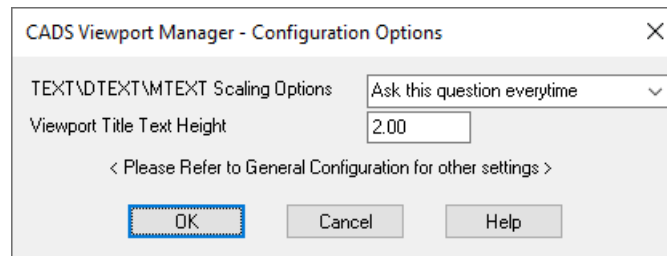 CADS Viewport Manager - Configuration Options
TEXT\DTEXT\MTEXT Scaling Options Ask this question everytime
Viewport Title Text Height 2.00
< Please Refer to General Configuration for other settings >
OK Cancel Help